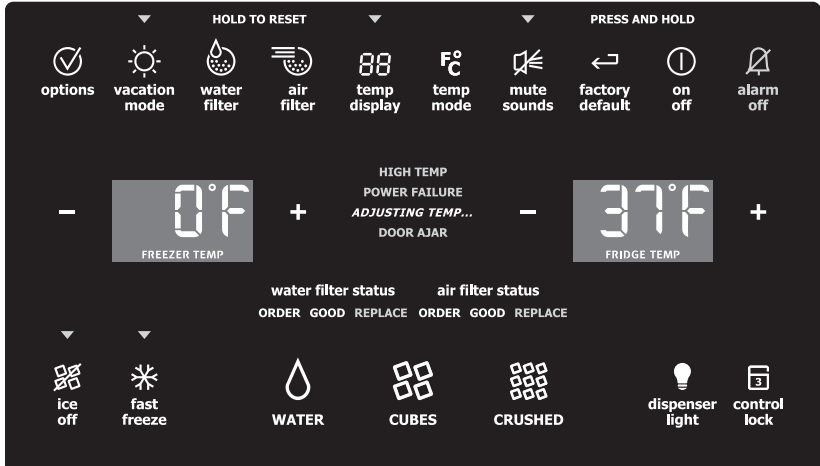 HOLD TO RESET
PRESS AND HOLD
options
vacation
mode
water
filter
air
filter
88
temp
display
F°
C
temp
mode
mute
sounds
factory
default
on
off
alarm
off
HIGH TEMP
POWER FAILURE
ADJUSTING TEMP...
DOOR AJAR
-
0°F
FREEZER TEMP
+
-
37°F
FRIDGE TEMP
+
water filter status
air filter status
ORDER GOOD REPLACE
ORDER GOOD REPLACE
ice
off
fast
freeze
WATER
CUBES
CRUSHED
dispenser
light
3
control
lock